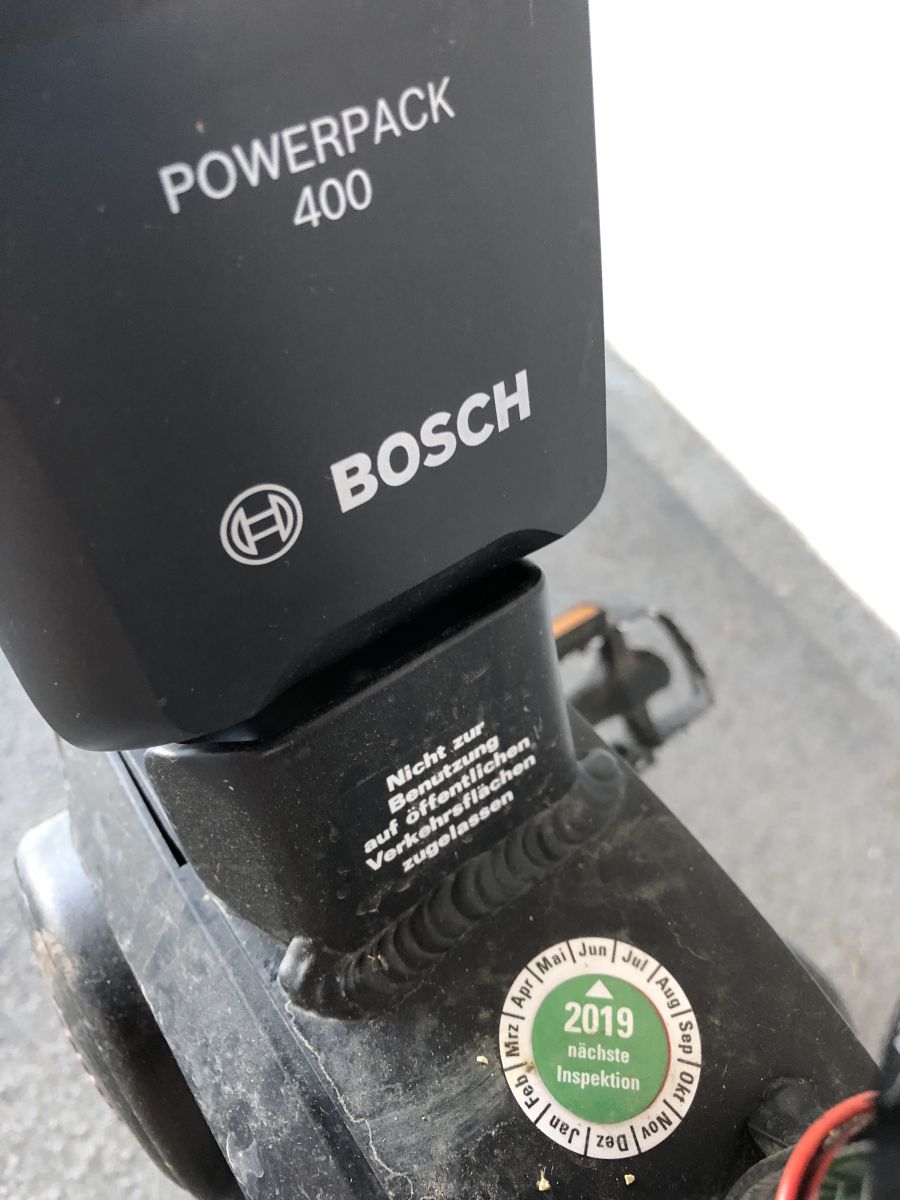 POWERPACK
400
BOSCH
Nicht zur
Benutzung
auf öffentlichen
Verkehrsflächen
zugelassen
Jan Feb Mrz Apr Mai Jun Jul Aug Sep Okt Nov Dez
2019
nächste
Inspektion